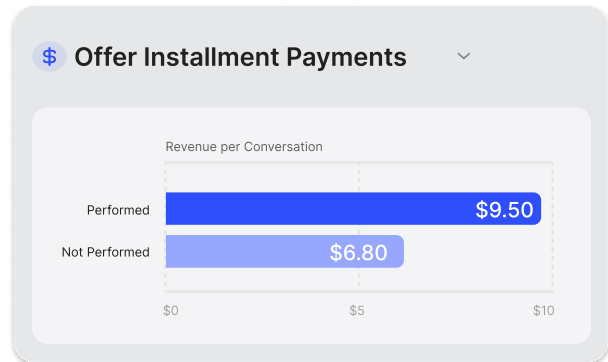 $ Offer Installment Payments
Revenue per Conversation
Performed $9.50
Not Performed $6.80
$0 $5 $10